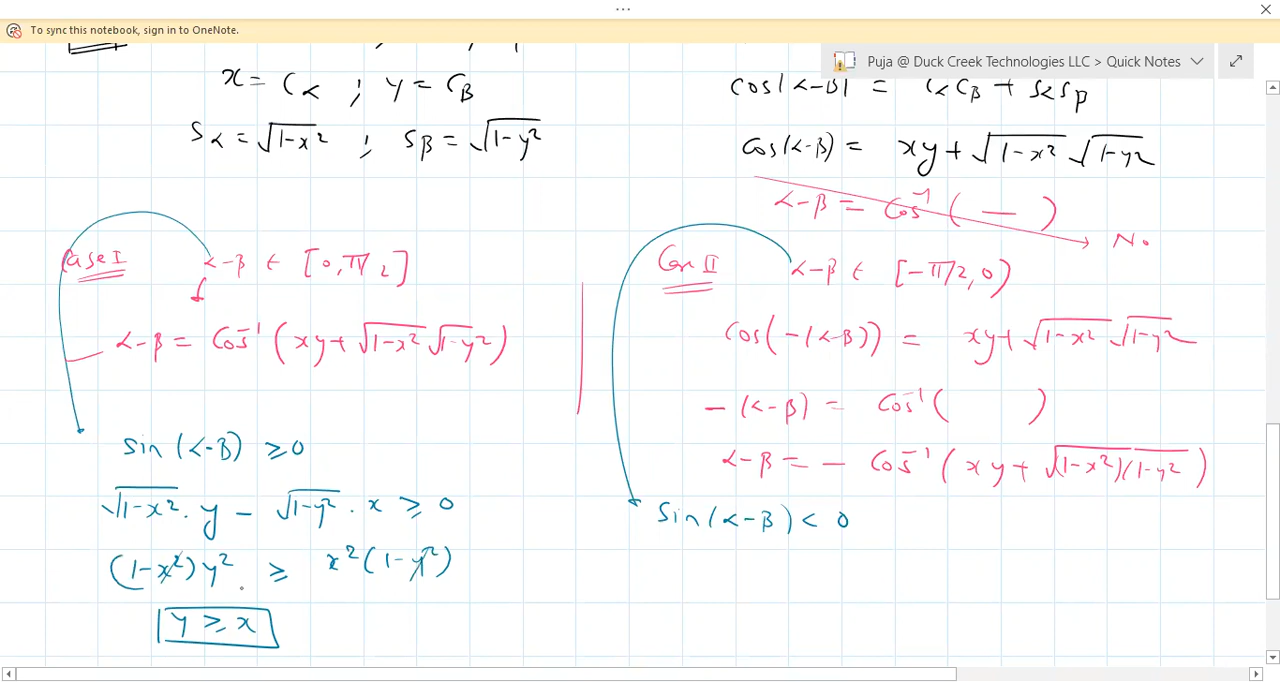 To sync this notebook, sign in to OneNote.
Puja @ Duck Creek Technologies LLC > Quick Notes
x = Cα ; y = Cβ
Sα = √1-x² ; Sβ = √1-y²
cos(α-β) = CαCβ + SαSβ
cos(α-β) = xy + √1-x² √1-y²
α-β = cos⁻¹( — )
No
Case I α-β ∈ [0, π/2]
α-β = cos⁻¹(xy + √1-x² √1-y²)
sin(α-β) ≥ 0
√1-x² . y - √1-y² . x ≥ 0
(1-x²)y² ≥ x²(1-y²)
y ≥ x
Case II α-β ∈ [-π/2, 0)
cos(-(α-β)) = xy + √1-x² √1-y²
-(α-β) = cos⁻¹( )
α-β = - cos⁻¹(xy + √(1-x²)(1-y²))
sin(α-β) < 0